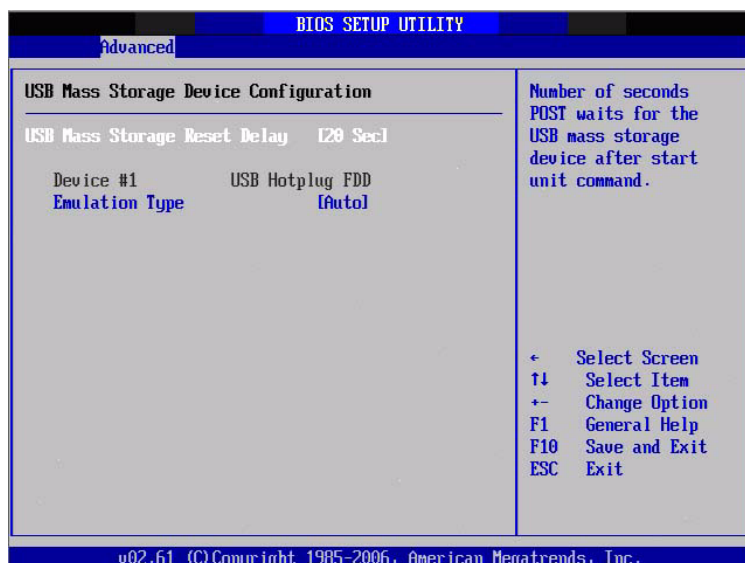 BIOS SETUP UTILITY
Advanced
USB Mass Storage Device Configuration
USB Mass Storage Reset Delay [20 Sec]
Device #1 USB Hotplug FDD
Emulation Type [Auto]
Number of seconds
POST waits for the
USB mass storage
device after start
unit command.
← Select Screen
↑↓ Select Item
+- Change Option
F1 General Help
F10 Save and Exit
ESC Exit
v02.61 (C)Copyright 1985-2006, American Megatrends, Inc.